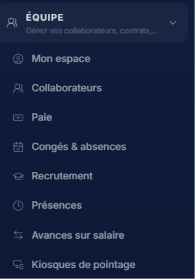 ÉQUIPE
Gérez vos collaborateurs, contrats,...
Mon espace
Collaborateurs
Paie
Congés & absences
Recrutement
Présences
Avances sur salaire
Kiosques de pointage